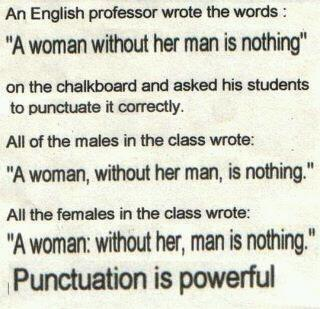 An English professor wrote the words :
"A woman without her man is nothing"
on the chalkboard and asked his students
to punctuate it correctly.
All of the males in the class wrote:
"A woman, without her man, is nothing."
All the females in the class wrote:
"A woman: without her, man is nothing."
Punctuation is powerful